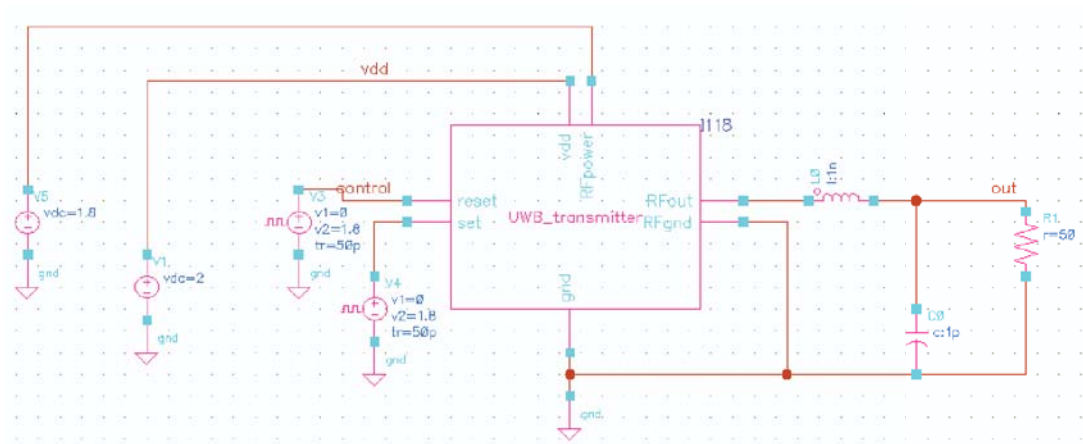 vdd
I118
vdd
RFpower
V5
vdc=1.8
gnd
V1
vdc=2
gnd
V3
control
v1=0
v2=1.8
tr=50p
gnd
V4
v1=0
v2=1.8
tr=50p
gnd
reset
set
UWB_transmitter
RFout
RFgnd
gnd
L0
l:1n
out
R1
r=50
C0
c:1p
gnd